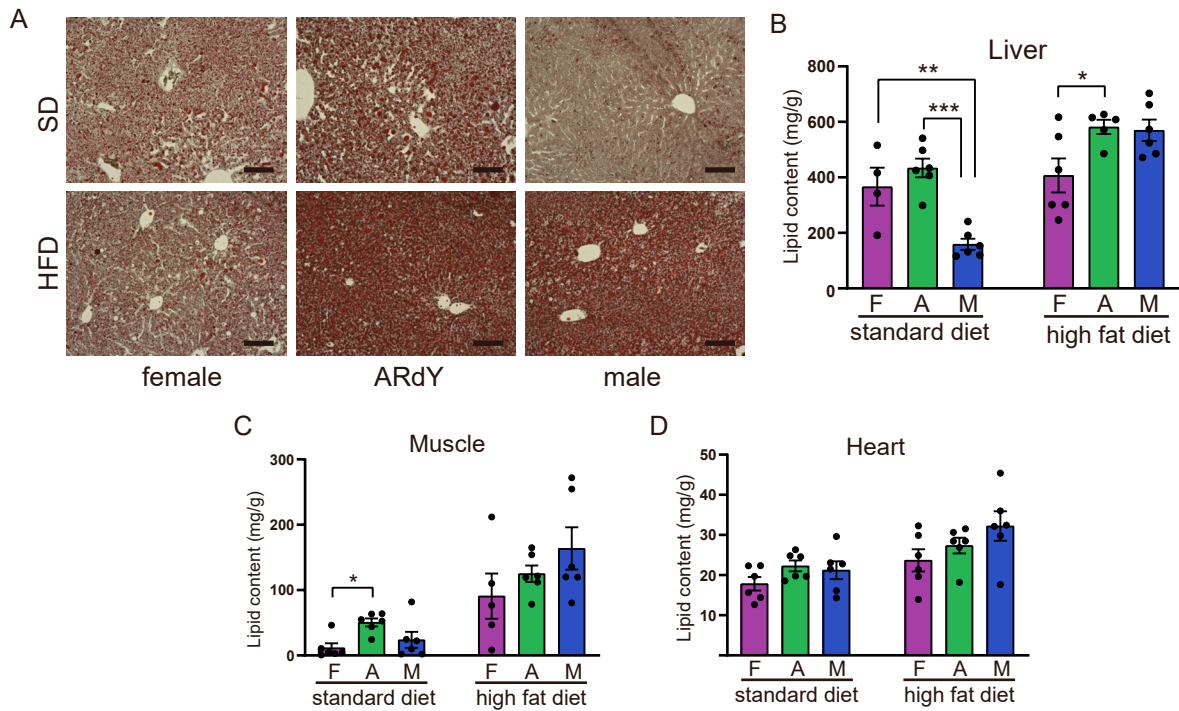 A
SD
HFD
female
ARdY
male
B
Liver
Lipid content (mg/g)
800
600
400
200
0
**
***
*
F A M F A M
standard diet high fat diet
C
Muscle
Lipid content (mg/g)
300
200
100
0
*
F A M F A M
standard diet high fat diet
D
Heart
Lipid content (mg/g)
50
40
30
20
10
F A M F A M
standard diet high fat diet